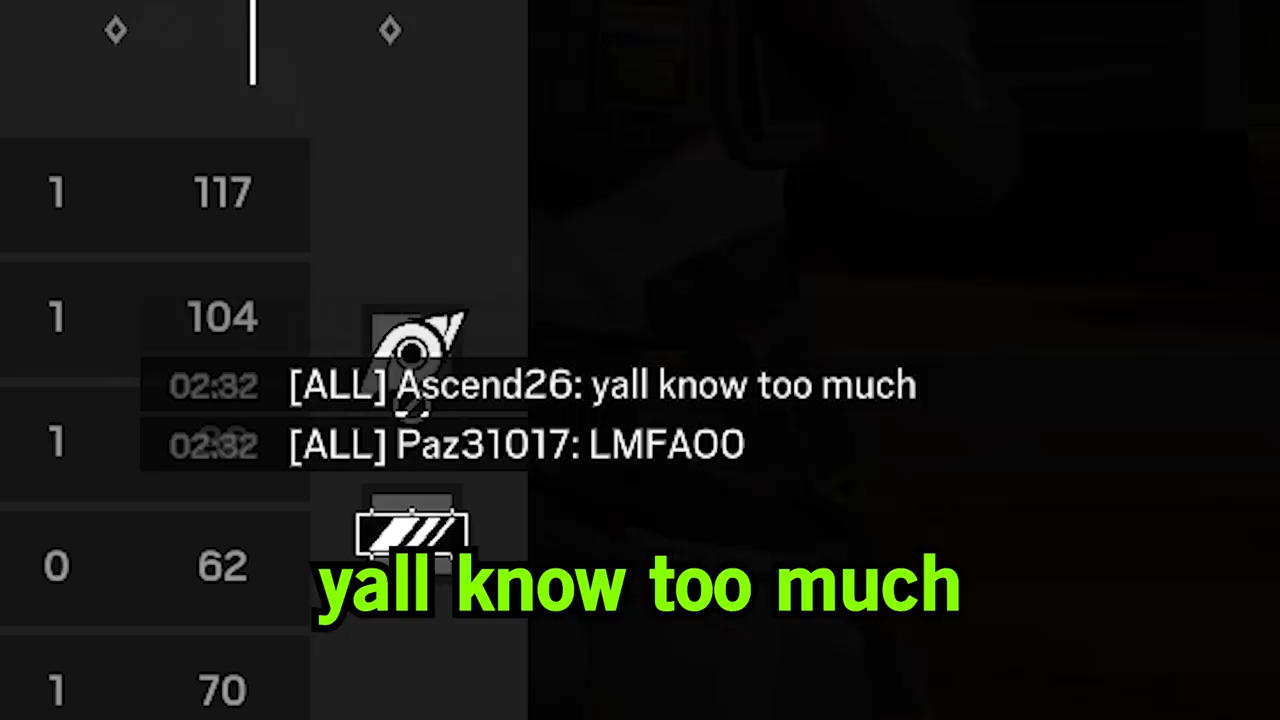 1 117
1 104
02:32 [ALL] Ascend26: yall know too much
1
02:32 [ALL] Paz31017: LMFAOO
0 62
yall know too much
1 70